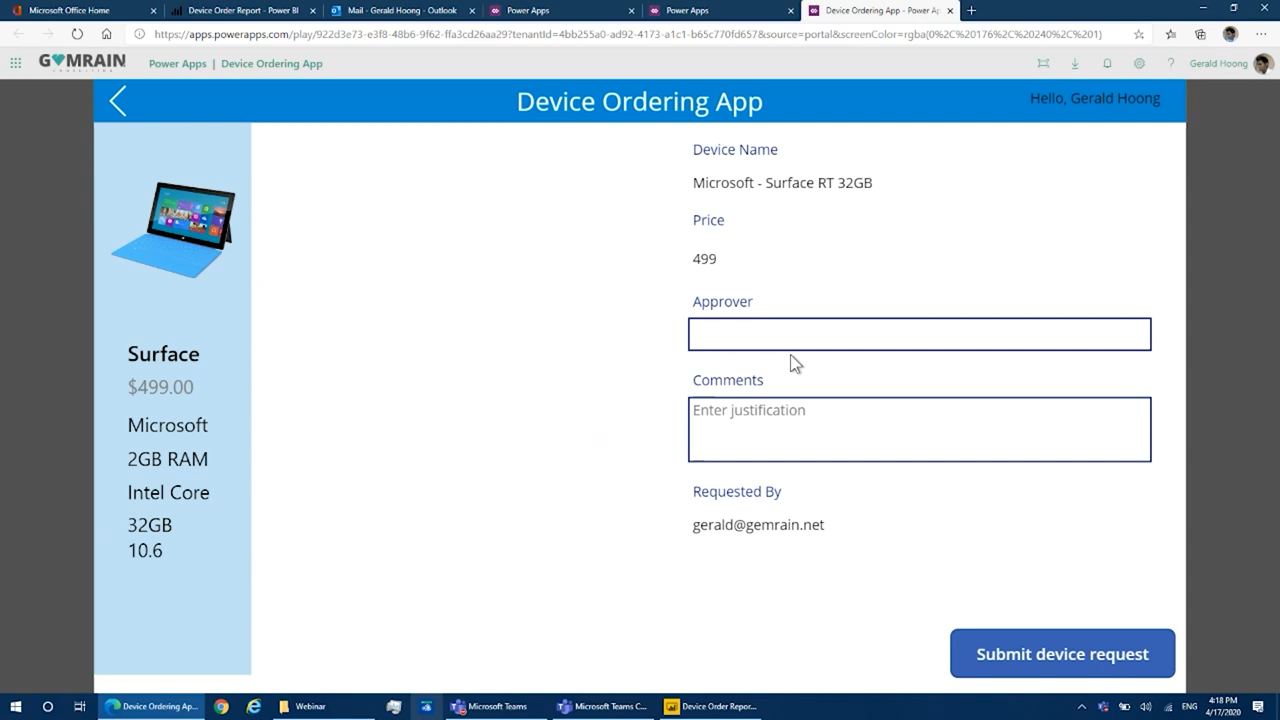 Microsoft Office Home
Device Order Report - Power BI
Mail - Gerald Hoong - Outlook
Power Apps
Power Apps
Device Ordering App - Power Ap
https://apps.powerapps.com/play/922d3e73-e3f8-48b6-9f62-ffa3cd26aa29?tenantId=4bb255a0-ad92-4173-a1c1-b65c770fd657&source=portal&screenColor=rgba(0%2C%20176%2C%20240%2C%201)
GEMRAIN
CONSULTING
Power Apps | Device Ordering App
Gerald Hoong
Device Ordering App
Hello, Gerald Hoong
Surface
$499.00
Microsoft
2GB RAM
Intel Core
32GB
10.6
Device Name
Microsoft - Surface RT 32GB
Price
499
Approver
Comments
Enter justification
Requested By
gerald@gemrain.net
Submit device request
Device Ordering Ap...
Webinar
Microsoft Teams
Microsoft Teams C...
Device Order Repor...
ENG
4:18 PM
4/17/2020